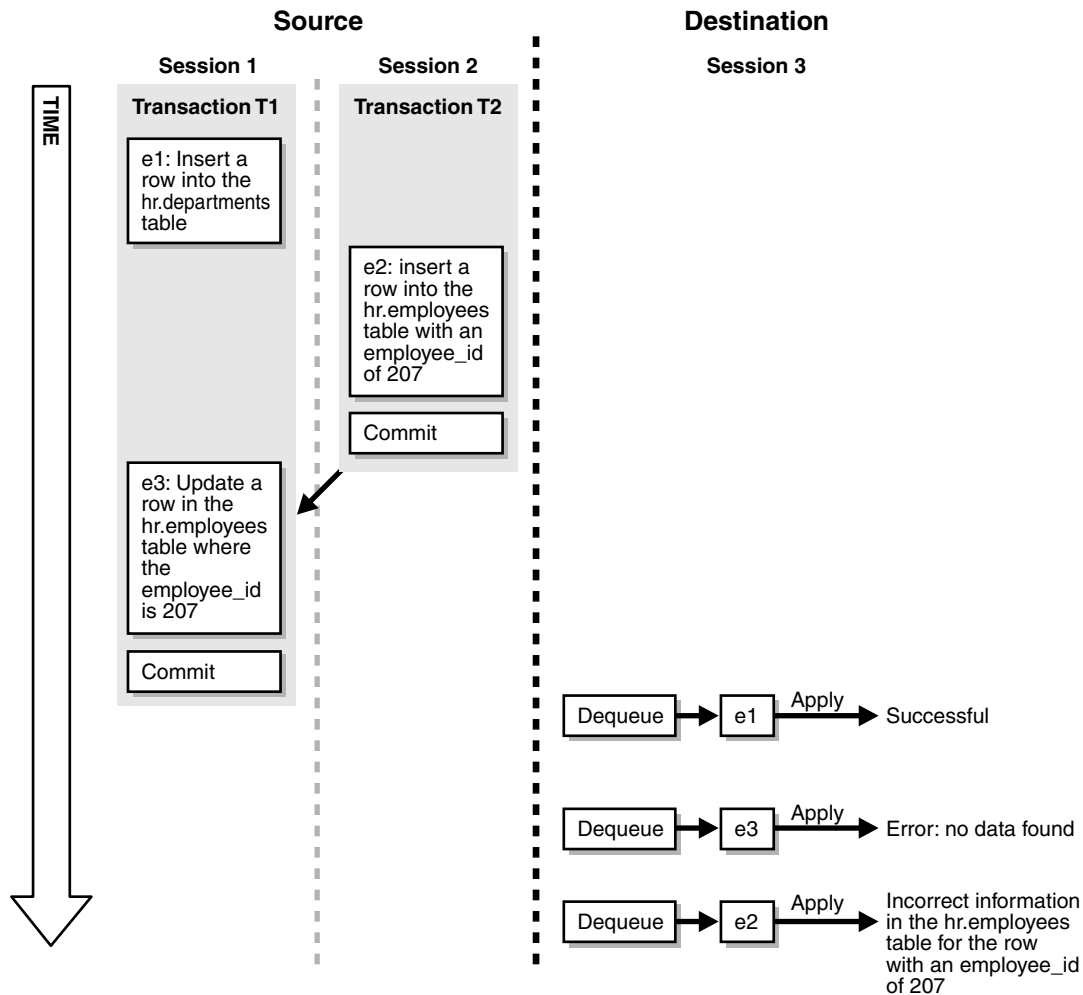 Source
Destination
Session 1
Session 2
Session 3
TIME
Transaction T1
Transaction T2
e1: Insert a
row into the
hr.departments
table
e2: insert a
row into the
hr.employees
table with an
employee_id
of 207
Commit
e3: Update a
row in the
hr.employees
table where
the
employee_id
is 207
Commit
Dequeue
e1
Apply
Successful
Dequeue
e3
Apply
Error: no data found
Dequeue
e2
Apply
Incorrect information
in the hr.employees
table for the row
with an employee_id
of 207